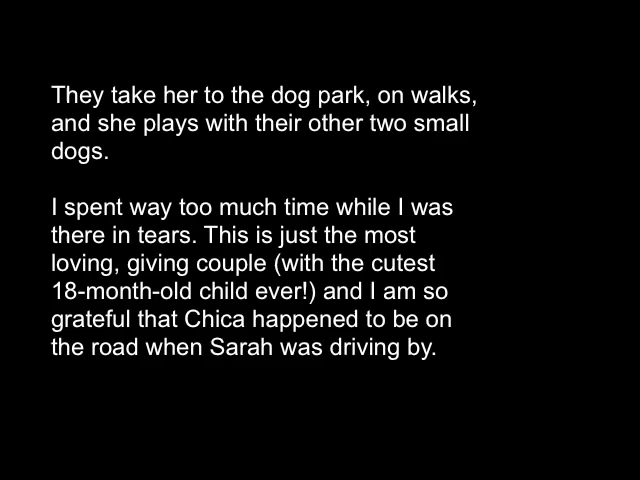 They take her to the dog park, on walks,
and she plays with their other two small
dogs.
I spent way too much time while I was
there in tears. This is just the most
loving, giving couple (with the cutest
18-month-old child ever!) and I am so
grateful that Chica happened to be on
the road when Sarah was driving by.